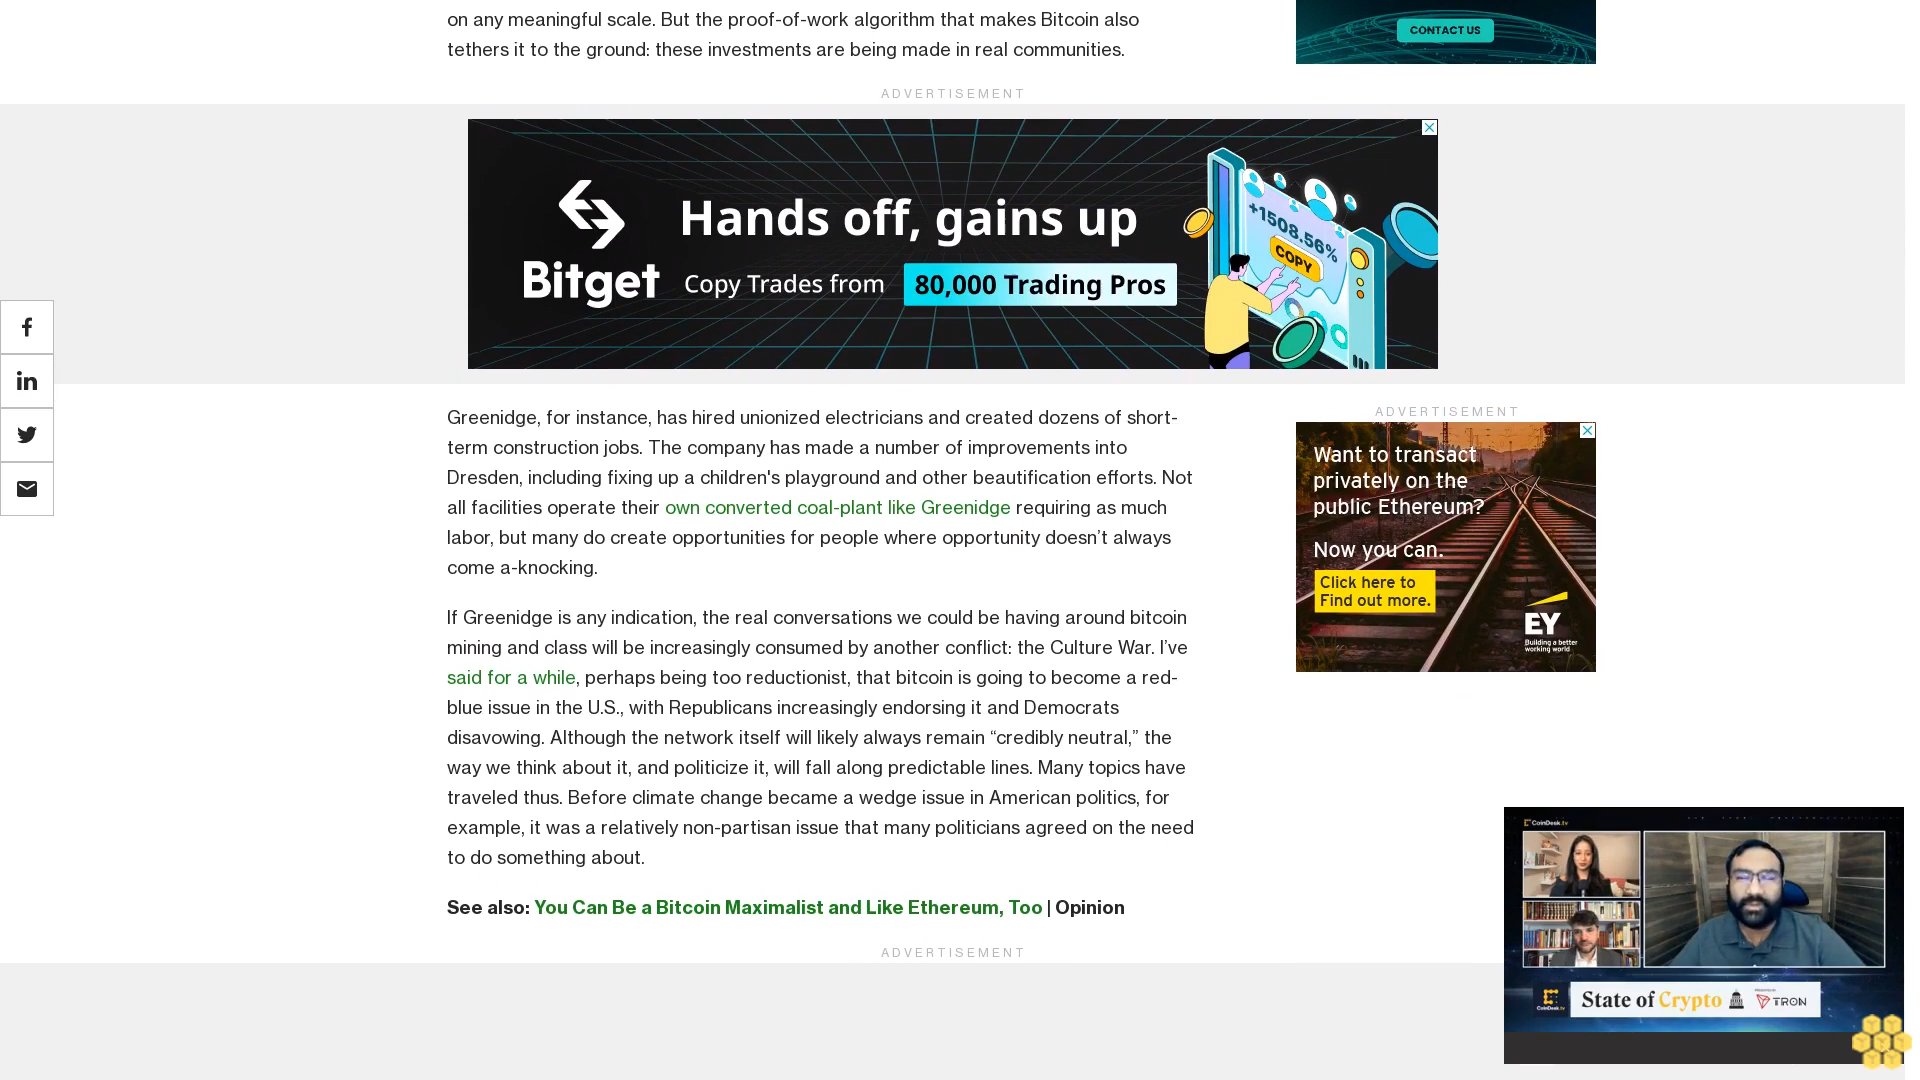 on any meaningful scale. But the proof-of-work algorithm that makes Bitcoin also
tethers it to the ground: these investments are being made in real communities.
CONTACT US
ADVERTISEMENT
Bitget
Hands off, gains up
Copy Trades from 80,000 Trading Pros
+1508.56%
COPY
Greenidge, for instance, has hired unionized electricians and created dozens of short-
term construction jobs. The company has made a number of improvements into
Dresden, including fixing up a children's playground and other beautification efforts. Not
all facilities operate their own converted coal-plant like Greenidge requiring as much
labor, but many do create opportunities for people where opportunity doesn’t always
come a-knocking.
If Greenidge is any indication, the real conversations we could be having around bitcoin
mining and class will be increasingly consumed by another conflict: the Culture War. I’ve
said for a while, perhaps being too reductionist, that bitcoin is going to become a red-
blue issue in the U.S., with Republicans increasingly endorsing it and Democrats
disavowing. Although the network itself will likely always remain “credibly neutral,” the
way we think about it, and politicize it, will fall along predictable lines. Many topics have
traveled thus. Before climate change became a wedge issue in American politics, for
example, it was a relatively non-partisan issue that many politicians agreed on the need
to do something about.
See also: You Can Be a Bitcoin Maximalist and Like Ethereum, Too | Opinion
ADVERTISEMENT
ADVERTISEMENT
Want to transact
privately on the
public Ethereum?
Now you can.
Click here to
Find out more.
EY
Building a better
working world
CoinDesk.tv
CoinDesk.tv
State of Crypto
TRON